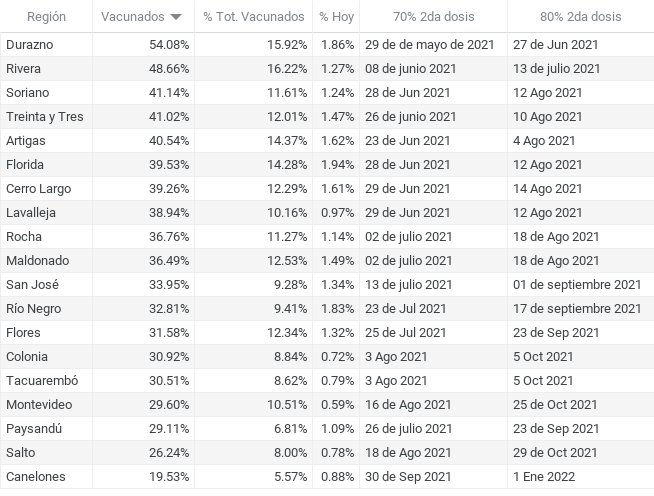 Región Vacunados % Tot. Vacunados % Hoy 70% 2da dosis 80% 2da dosis
Durazno 54.08% 15.92% 1.86% 29 de de mayo de 2021 27 de Jun 2021
Rivera 48.66% 16.22% 1.27% 08 de junio 2021 13 de julio 2021
Soriano 41.14% 11.61% 1.24% 28 de Jun 2021 12 Ago 2021
Treinta y Tres 41.02% 12.01% 1.47% 26 de junio 2021 10 Ago 2021
Artigas 40.54% 14.37% 1.62% 23 de Jun 2021 4 Ago 2021
Florida 39.53% 14.28% 1.94% 28 de Jun 2021 12 Ago 2021
Cerro Largo 39.26% 12.29% 1.61% 29 de Jun 2021 14 Ago 2021
Lavalleja 38.94% 10.16% 0.97% 29 de Jun 2021 12 Ago 2021
Rocha 36.76% 11.27% 1.14% 02 de julio 2021 18 de Ago 2021
Maldonado 36.49% 12.53% 1.49% 02 de julio 2021 18 de Ago 2021
San José 33.95% 9.28% 1.34% 13 de julio 2021 01 de septiembre 2021
Río Negro 32.81% 9.41% 1.83% 23 de Jul 2021 17 de septiembre 2021
Flores 31.58% 12.34% 1.32% 25 de Jul 2021 23 de Sep 2021
Colonia 30.92% 8.84% 0.72% 3 Ago 2021 5 Oct 2021
Tacuarembó 30.51% 8.62% 0.79% 3 Ago 2021 5 Oct 2021
Montevideo 29.60% 10.51% 0.59% 16 de Ago 2021 25 de Oct 2021
Paysandú 29.11% 6.81% 1.09% 26 de julio 2021 23 de Sep 2021
Salto 26.24% 8.00% 0.78% 18 de Ago 2021 29 de Oct 2021
Canelones 19.53% 5.57% 0.88% 30 de Sep 2021 1 Ene 2022